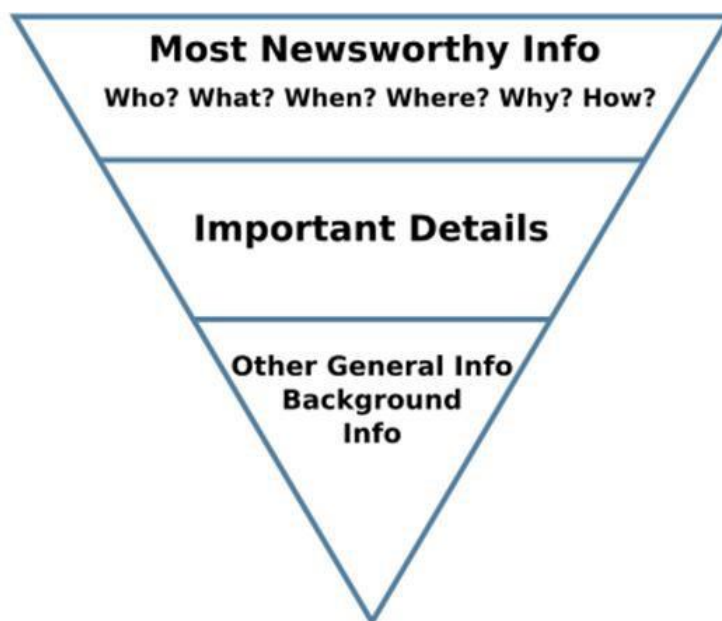 Most Newsworthy Info
Who? What? When? Where? Why? How?
Important Details
Other General Info
Background
Info